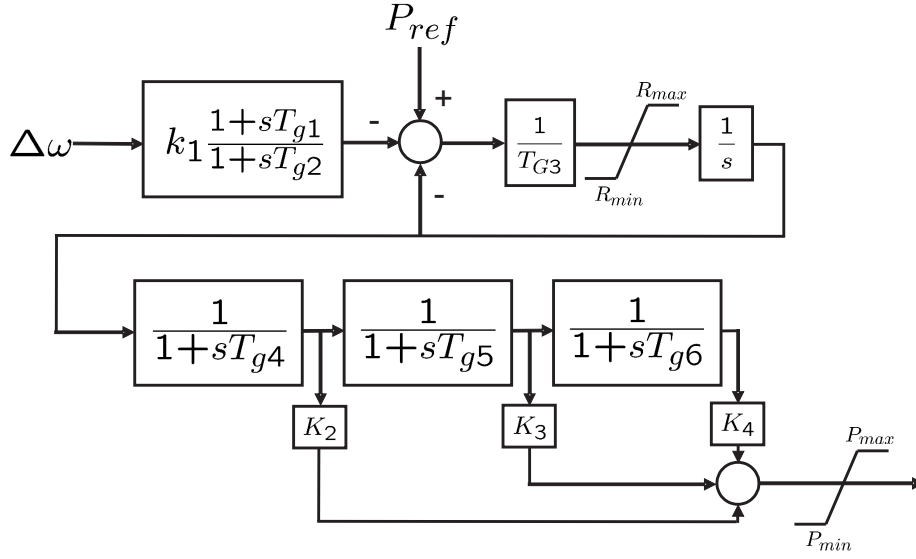 P_ref
+
-
Δω
k_1 (1+sT_g1)/(1+sT_g2)
1/T_G3
R_max
R_min
1/s
-
1/(1+sT_g4)
1/(1+sT_g5)
1/(1+sT_g6)
K_2
K_3
K_4
P_max
P_min